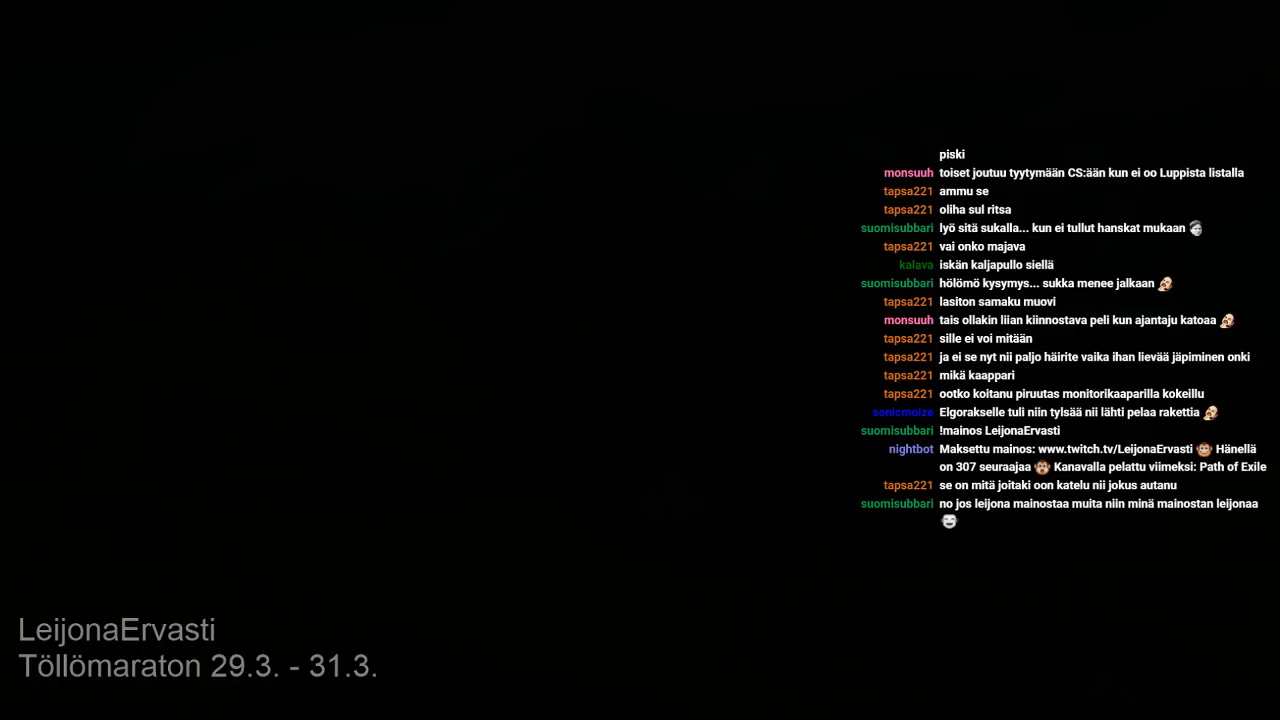 piski
monsuuh toiset joutuu tyytymään CS:ään kun ei oo Luppista listalla
tapsa221 ammu se
tapsa221 oliha sul ritsa
suomisubbari lyö sitä sukalla... kun ei tullut hanskat mukaan
tapsa221 vai onko majava
kalava iskän kaljapullo siellä
suomisubbari hölömö kysymys... sukka menee jalkaan
tapsa221 lasiton samaku muovi
monsuuh tais ollakin liian kiinnostava peli kun ajantaju katoaa
tapsa221 sille ei voi mitään
tapsa221 ja ei se nyt nii paljo häirite vaika ihan lievää jäpiminen onki
tapsa221 mikä kaappari
tapsa221 ootko koitanu piruutas monitorikaaparilla kokeillu
sonicmoize Elgorakselle tuli niin tylsää nii lähti pelaa rakettia
suomisubbari !mainos LeijonaErvasti
nightbot Maksettu mainos: www.twitch.tv/LeijonaErvasti Hänellä
on 307 seuraajaa Kanavalla pelattu viimeksi: Path of Exile
tapsa221 se on mitä joitaki oon katelu nii jokus autanu
suomisubbari no jos leijona mainostaa muita niin minä mainostan leijonaa
LeijonaErvasti
Töllömaraton 29.3. - 31.3.